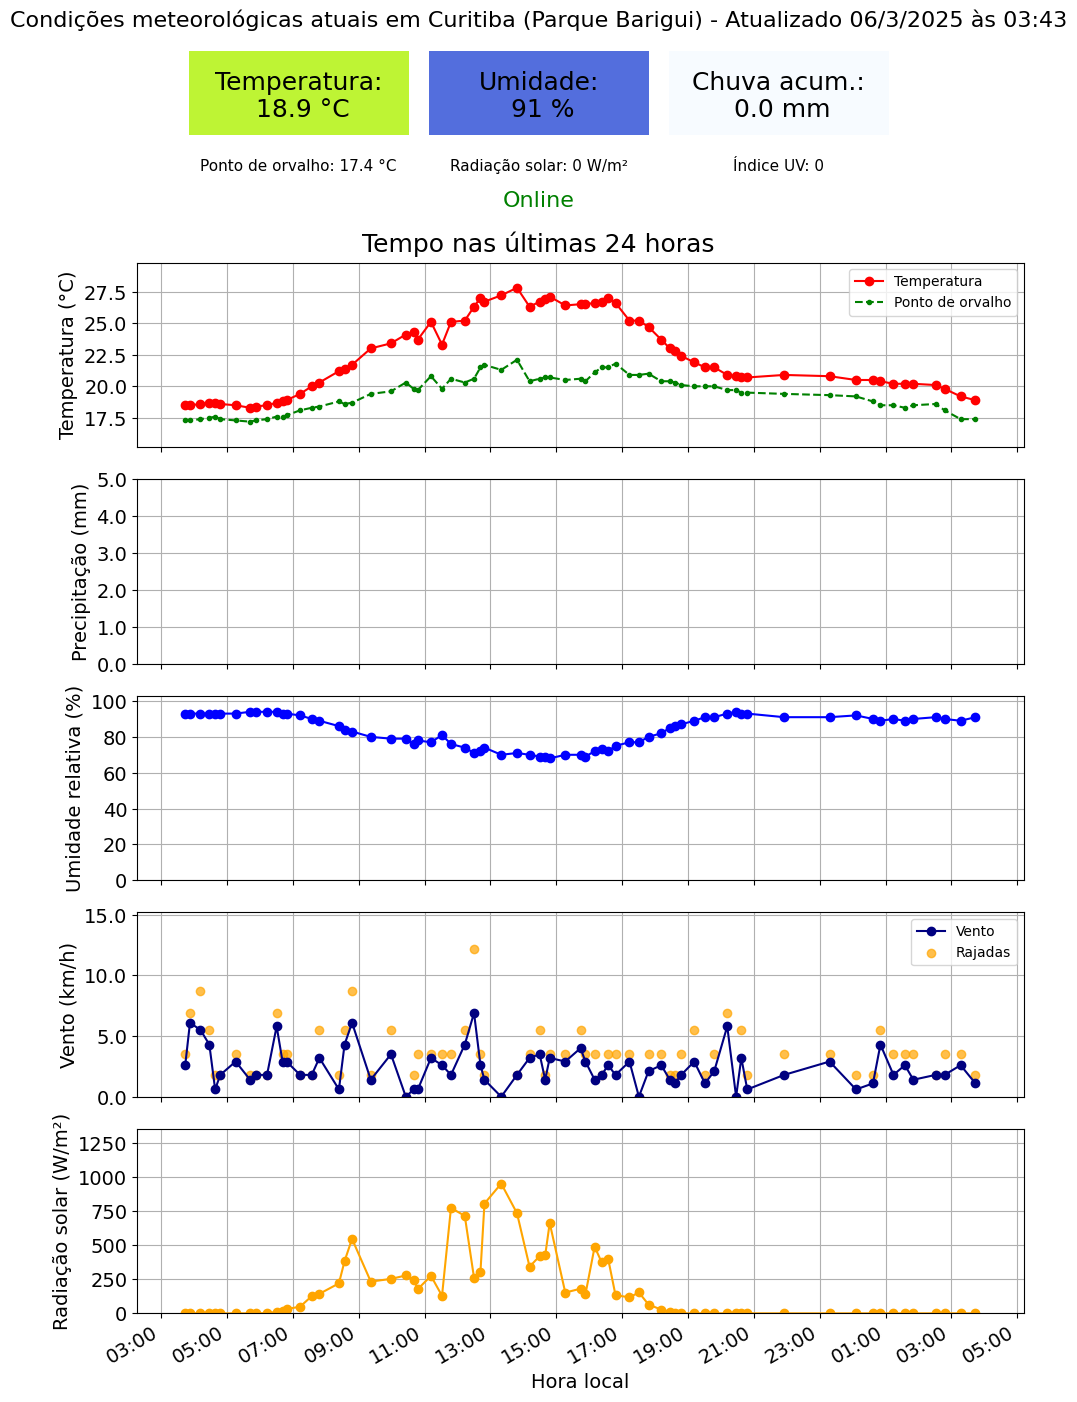 Condições meteorológicas atuais em Curitiba (Parque Barigui) - Atualizado 06/3/2025 às 03:43
Temperatura:
18.9 °C
Umidade:
91 %
Chuva acum.:
0.0 mm
Ponto de orvalho: 17.4 °C
Radiação solar: 0 W/m²
Índice UV: 0
Online
Tempo nas últimas 24 horas
Temperatura (°C)
27.5
25.0
22.5
20.0
17.5
Temperatura
Ponto de orvalho
Precipitação (mm)
5.0
4.0
3.0
2.0
1.0
0.0
Umidade relativa (%)
100
80
60
40
20
0
Vento (km/h)
15.0
10.0
5.0
0.0
Vento
Rajadas
Radiação solar (W/m²)
1250
1000
750
500
250
0
03:00
05:00
07:00
09:00
11:00
13:00
15:00
17:00
19:00
21:00
23:00
01:00
03:00
05:00
Hora local